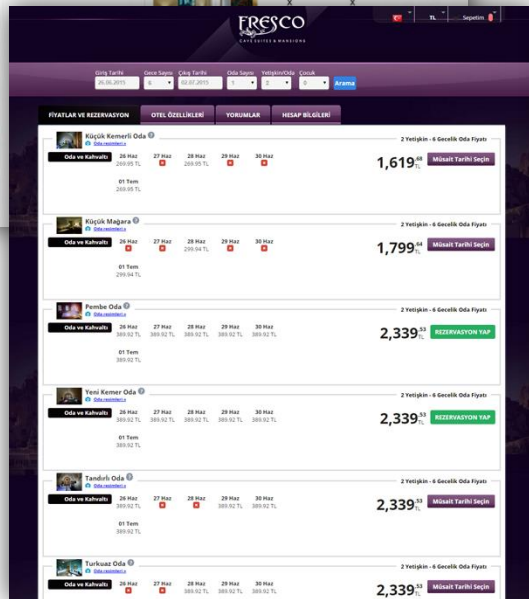 X X
FRESCO
CAVE SUITES & MANSIONS
TL Sepetim
Giriş Tarihi Gece Sayısı Çıkış Tarihi Oda Sayısı Yetişkin/Oda Çocuk
26.06.2015 6 02.07.2015 1 2 0 Arama
FİYATLAR VE REZERVASYON OTEL ÖZELLİKLERİ YORUMLAR HESAP BİLGİLERİ
Küçük Kemerli Oda ? 2 Yetişkin - 6 Gecelik Oda Fiyatı
Oda resimleri »
Oda ve Kahvaltı 26 Haz 27 Haz 28 Haz 29 Haz 30 Haz 1,619,68 TL Müsait Tarihi Seçin
269.95 TL 269.95 TL
01 Tem
269.95 TL
Küçük Mağara ? 2 Yetişkin - 6 Gecelik Oda Fiyatı
Oda resimleri »
Oda ve Kahvaltı 26 Haz 27 Haz 28 Haz 29 Haz 30 Haz 1,799,64 TL Müsait Tarihi Seçin
299.94 TL
01 Tem
299.94 TL
Pembe Oda ? 2 Yetişkin - 6 Gecelik Oda Fiyatı
Oda resimleri »
Oda ve Kahvaltı 26 Haz 27 Haz 28 Haz 29 Haz 30 Haz 2,339,53 TL REZERVASYON YAP
389.92 TL 389.92 TL 389.92 TL 389.92 TL 389.92 TL
01 Tem
389.92 TL
Yeni Kemer Oda ? 2 Yetişkin - 6 Gecelik Oda Fiyatı
Oda resimleri »
Oda ve Kahvaltı 26 Haz 27 Haz 28 Haz 29 Haz 30 Haz 2,339,53 TL REZERVASYON YAP
389.92 TL 389.92 TL 389.92 TL 389.92 TL 389.92 TL
01 Tem
389.92 TL
Tandırlı Oda ? 2 Yetişkin - 6 Gecelik Oda Fiyatı
Oda resimleri »
Oda ve Kahvaltı 26 Haz 27 Haz 28 Haz 29 Haz 30 Haz 2,339,53 TL Müsait Tarihi Seçin
389.92 TL 389.92 TL 389.92 TL
01 Tem
389.92 TL
Turkuaz Oda ? 2 Yetişkin - 6 Gecelik Oda Fiyatı
Oda resimleri »
Oda ve Kahvaltı 26 Haz 27 Haz 28 Haz 29 Haz 30 Haz 2,339,53 TL Müsait Tarihi Seçin
389.92 TL 389.92 TL 389.92 TL